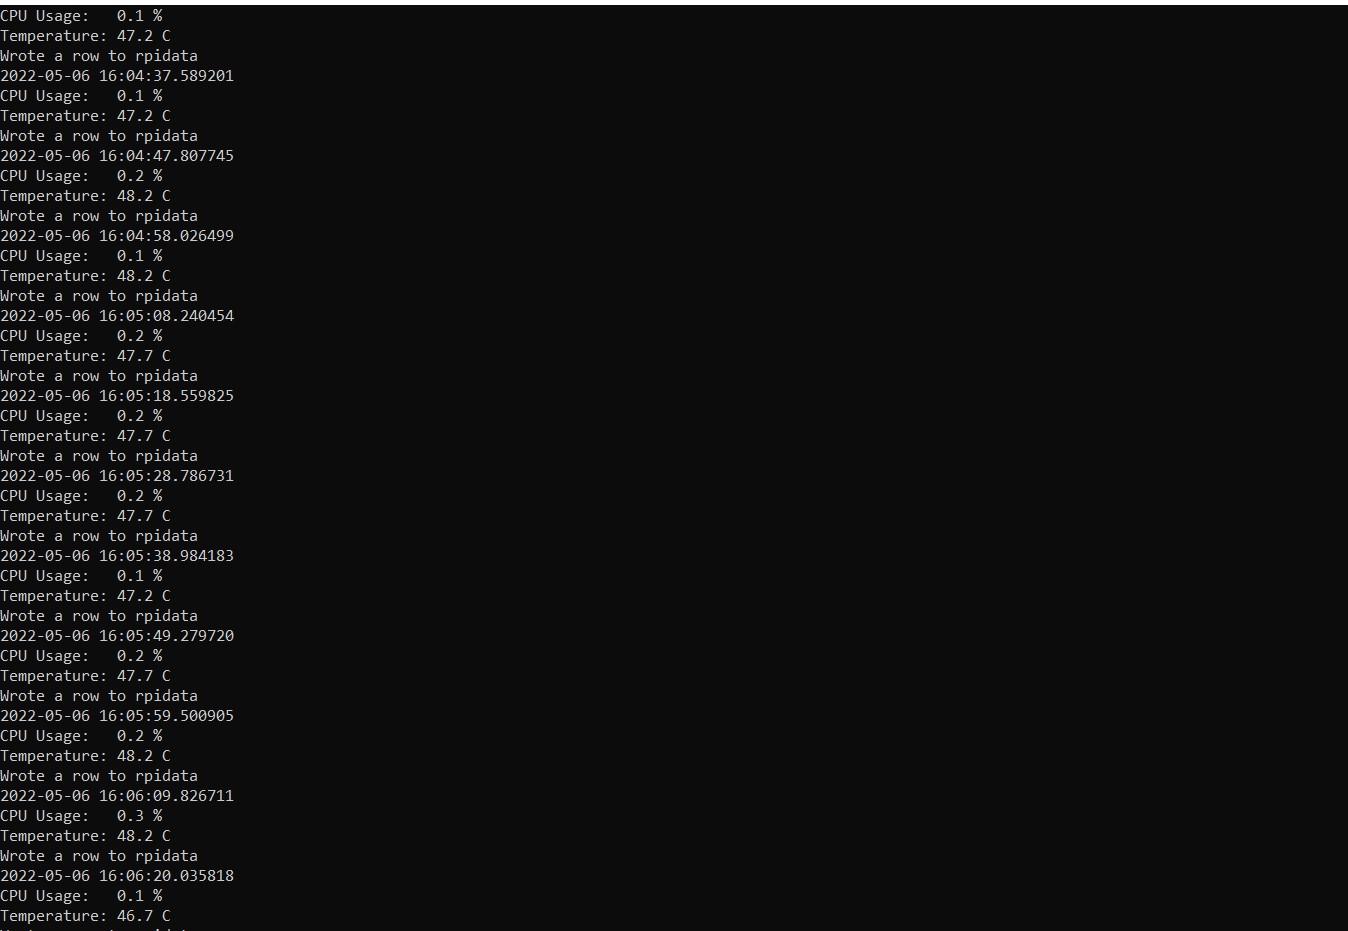 CPU Usage:   0.1 %
Temperature: 47.2 C
Wrote a row to rpidata
2022-05-06 16:04:37.589201
CPU Usage:   0.1 %
Temperature: 47.2 C
Wrote a row to rpidata
2022-05-06 16:04:47.807745
CPU Usage:   0.2 %
Temperature: 48.2 C
Wrote a row to rpidata
2022-05-06 16:04:58.026499
CPU Usage:   0.1 %
Temperature: 48.2 C
Wrote a row to rpidata
2022-05-06 16:05:08.240454
CPU Usage:   0.2 %
Temperature: 47.7 C
Wrote a row to rpidata
2022-05-06 16:05:18.559825
CPU Usage:   0.2 %
Temperature: 47.7 C
Wrote a row to rpidata
2022-05-06 16:05:28.786731
CPU Usage:   0.2 %
Temperature: 47.7 C
Wrote a row to rpidata
2022-05-06 16:05:38.984183
CPU Usage:   0.1 %
Temperature: 47.2 C
Wrote a row to rpidata
2022-05-06 16:05:49.279720
CPU Usage:   0.2 %
Temperature: 47.7 C
Wrote a row to rpidata
2022-05-06 16:05:59.500905
CPU Usage:   0.2 %
Temperature: 48.2 C
Wrote a row to rpidata
2022-05-06 16:06:09.826711
CPU Usage:   0.3 %
Temperature: 48.2 C
Wrote a row to rpidata
2022-05-06 16:06:20.035818
CPU Usage:   0.1 %
Temperature: 46.7 C